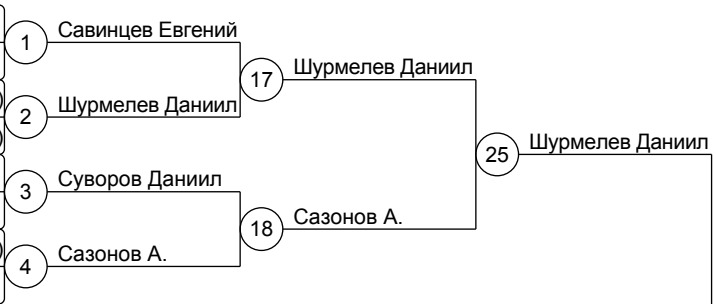 1 Савинцев Евгений
17 Шурмелев Даниил
2 Шурмелев Даниил
25 Шурмелев Даниил
3 Суворов Даниил
18 Сазонов А.
4 Сазонов А.